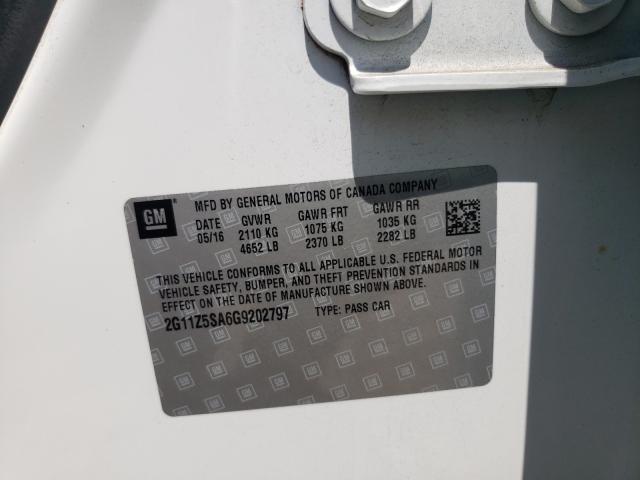 GM MFD BY GENERAL MOTORS OF CANADA COMPANY
DATE GVWR GAWR FRT GAWR RR
05/16 2110 KG 1075 KG 1035 KG
4652 LB 2370 LB 2282 LB
THIS VEHICLE CONFORMS TO ALL APPLICABLE U.S. FEDERAL MOTOR
VEHICLE SAFETY, BUMPER, AND THEFT PREVENTION STANDARDS IN
EFFECT ON THE DATE OF MANUFACTURE SHOWN ABOVE.
2G11Z5SA6G9202797 TYPE: PASS CAR